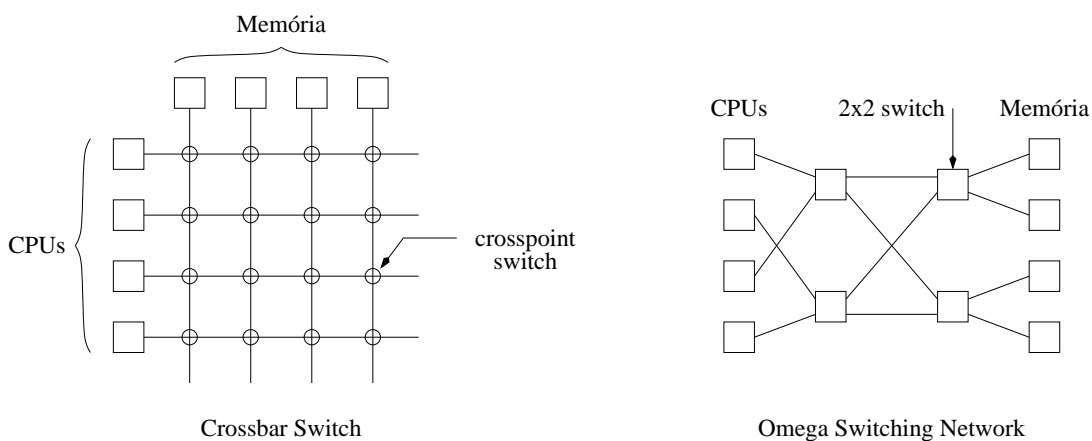 Memória
CPUs
crosspoint
switch
Crossbar Switch
CPUs
2x2 switch
Memória
Omega Switching Network